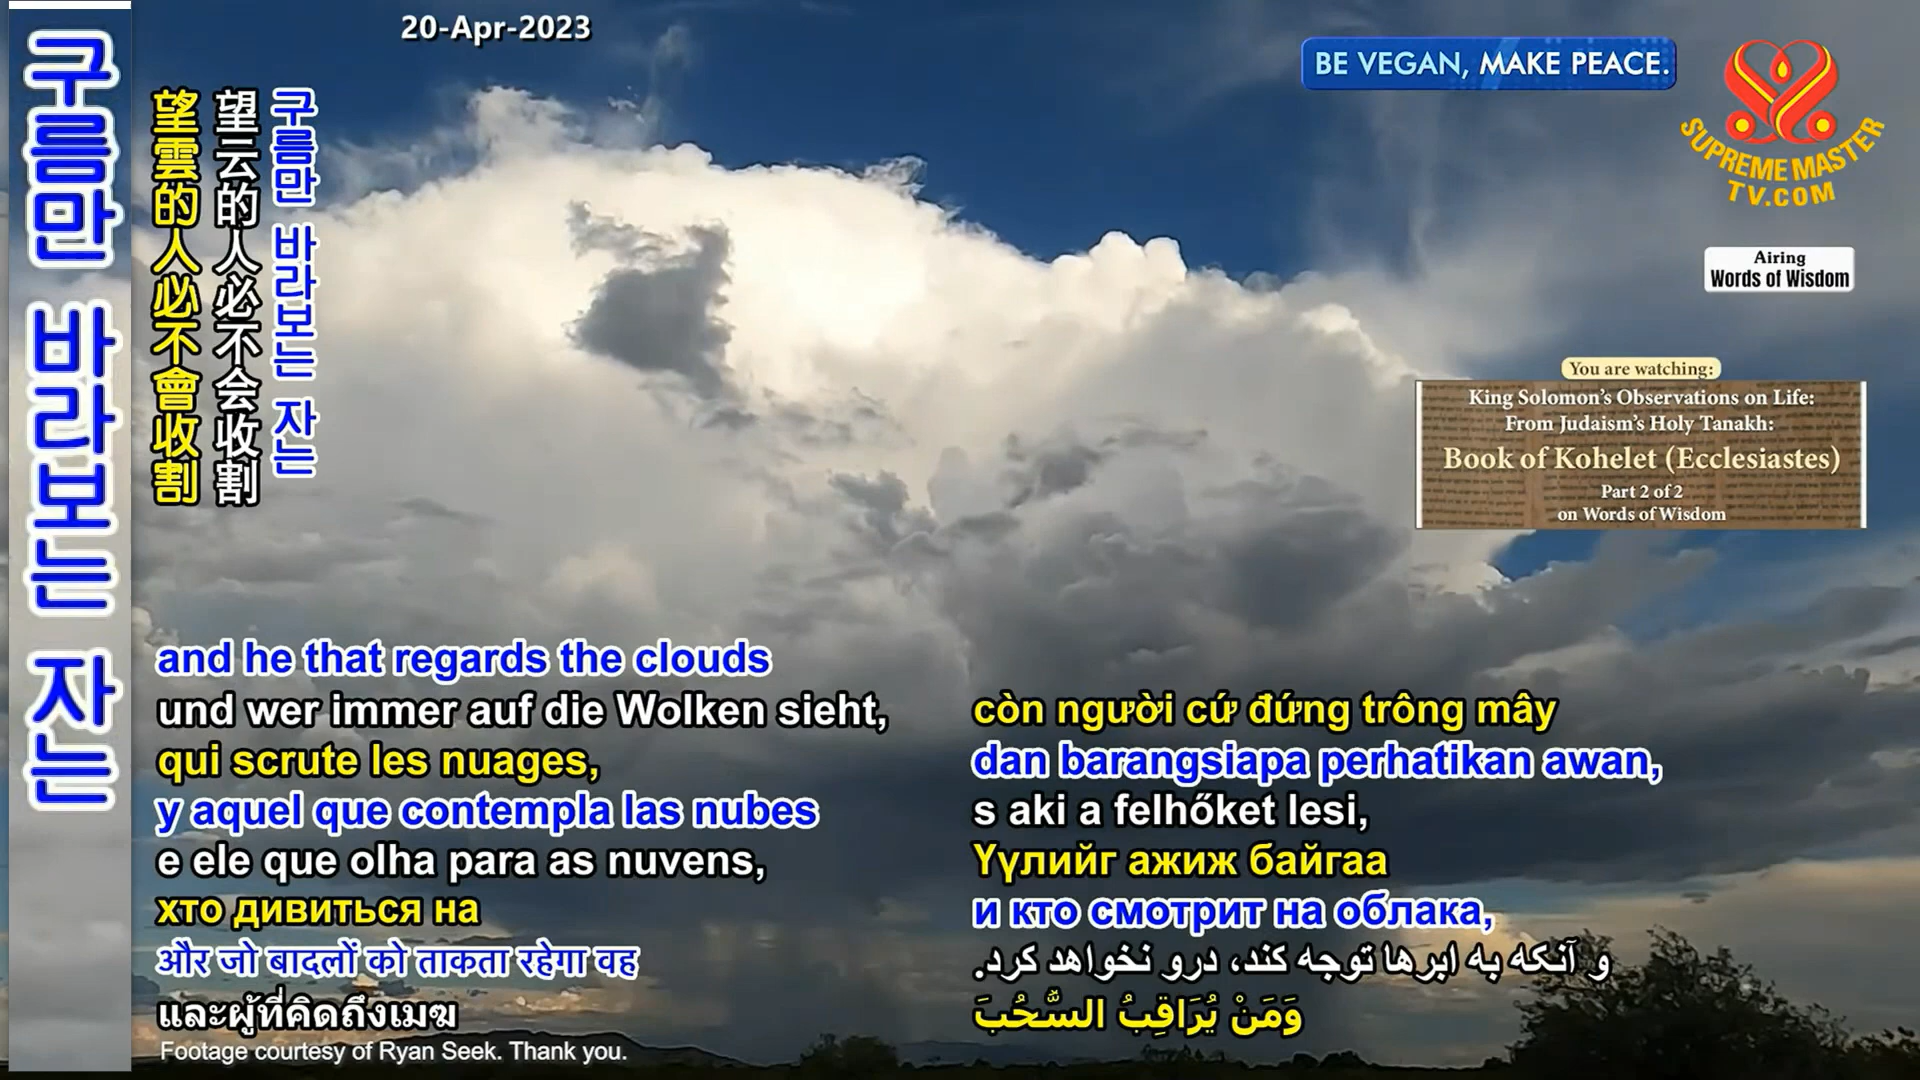 20-Apr-2023
BE VEGAN, MAKE PEACE.
SUPREME MASTER
TV.COM
Airing
Words of Wisdom
You are watching:
King Solomon's Observations on Life:
From Judaism's Holy Tanakh:
Book of Kohelet (Ecclesiastes)
Part 2 of 2
on Words of Wisdom
구름만 바라보는 자는
望雲的人必不會收割
望云的人必不会收割
구름만 바라보는 자는
and he that regards the clouds
und wer immer auf die Wolken sieht,
qui scrute les nuages,
y aquel que contempla las nubes
e ele que olha para as nuvens,
хто дивиться на
और जो बादलों को ताकता रहेगा वह
และผู้ที่คิดถึงเมฆ
Footage courtesy of Ryan Seek. Thank you.
còn người cứ đứng trông mây
dan barangsiapa perhatikan awan,
s aki a felhőket lesi,
Үүлийг ажиж байгаа
и кто смотрит на облака,
و آنکه به ابرها توجه کند، درو نخواهد کرد.
وَمَنْ يُرَاقِبُ السَّحُبَ